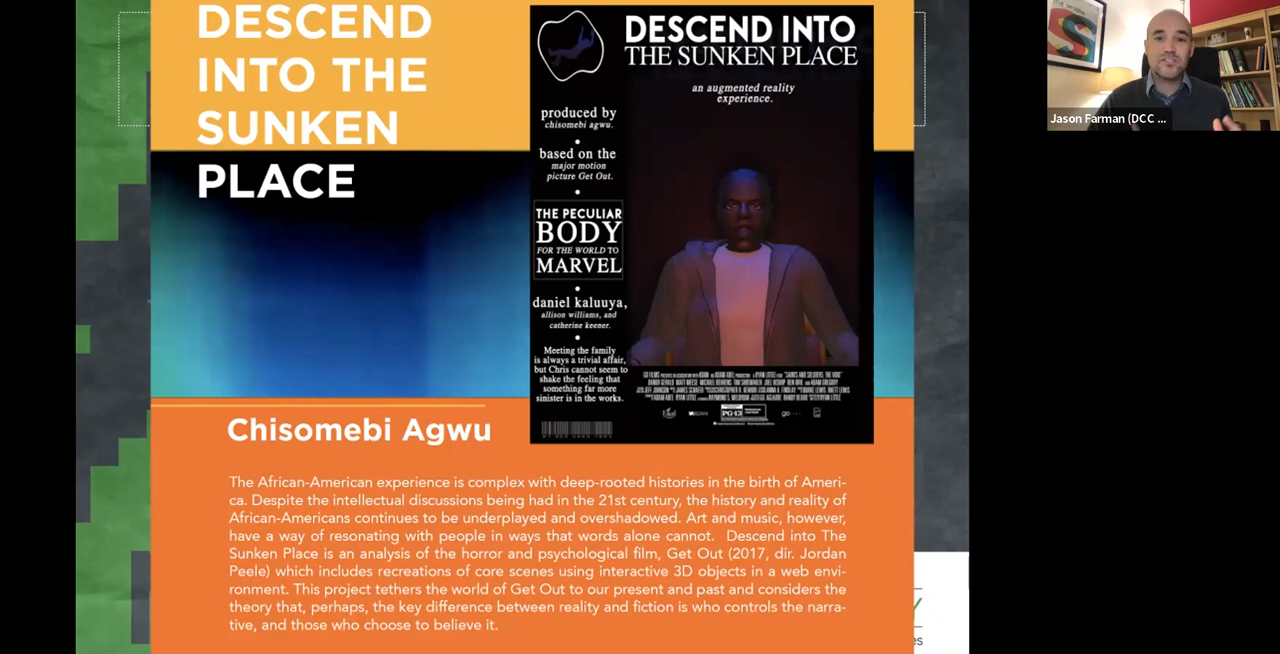 DESCEND
INTO THE
SUNKEN
PLACE
DESCEND INTO
THE SUNKEN PLACE
an augmented reality
experience.
produced by
chisomebi agwu.
based on the
major motion
picture Get Out.
THE PECULIAR
BODY
FOR THE WORLD TO
MARVEL
daniel kaluuya,
allison williams, and
catherine keener.
Meeting the family
is always a trivial affair,
but Chris cannot seem to
shake the feeling that
something far more
sinister is in the works.
PG-13
Chisomebi Agwu
The African-American experience is complex with deep-rooted histories in the birth of Ameri-
ca. Despite the intellectual discussions being had in the 21st century, the history and reality of
African-Americans continues to be underplayed and overshadowed. Art and music, however,
have a way of resonating with people in ways that words alone cannot. Descend into The
Sunken Place is an analysis of the horror and psychological film, Get Out (2017, dir. Jordan
Peele) which includes recreations of core scenes using interactive 3D objects in a web envi-
ronment. This project tethers the world of Get Out to our present and past and considers the
theory that, perhaps, the key difference between reality and fiction is who controls the narra-
tive, and those who choose to believe it.
Jason Farman (DCC ...